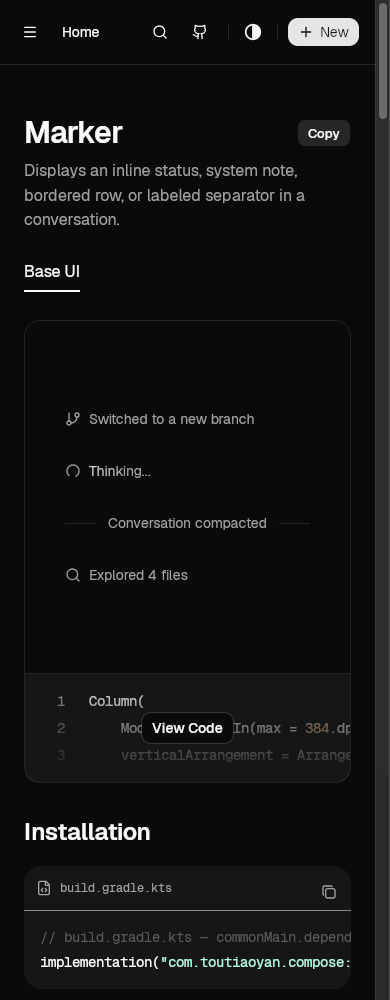 Home
New
Marker
Copy
Displays an inline status, system note,
bordered row, or labeled separator in a
conversation.
Base UI
Switched to a new branch
Thinking...
Conversation compacted
Explored 4 files
1 Column(
2 In(max = 384.dp
View Code
3 verticalArrangement = Arrange
Installation
build.gradle.kts
// build.gradle.kts — commonMain.depend
implementation("com.toutiaoyan.compose: